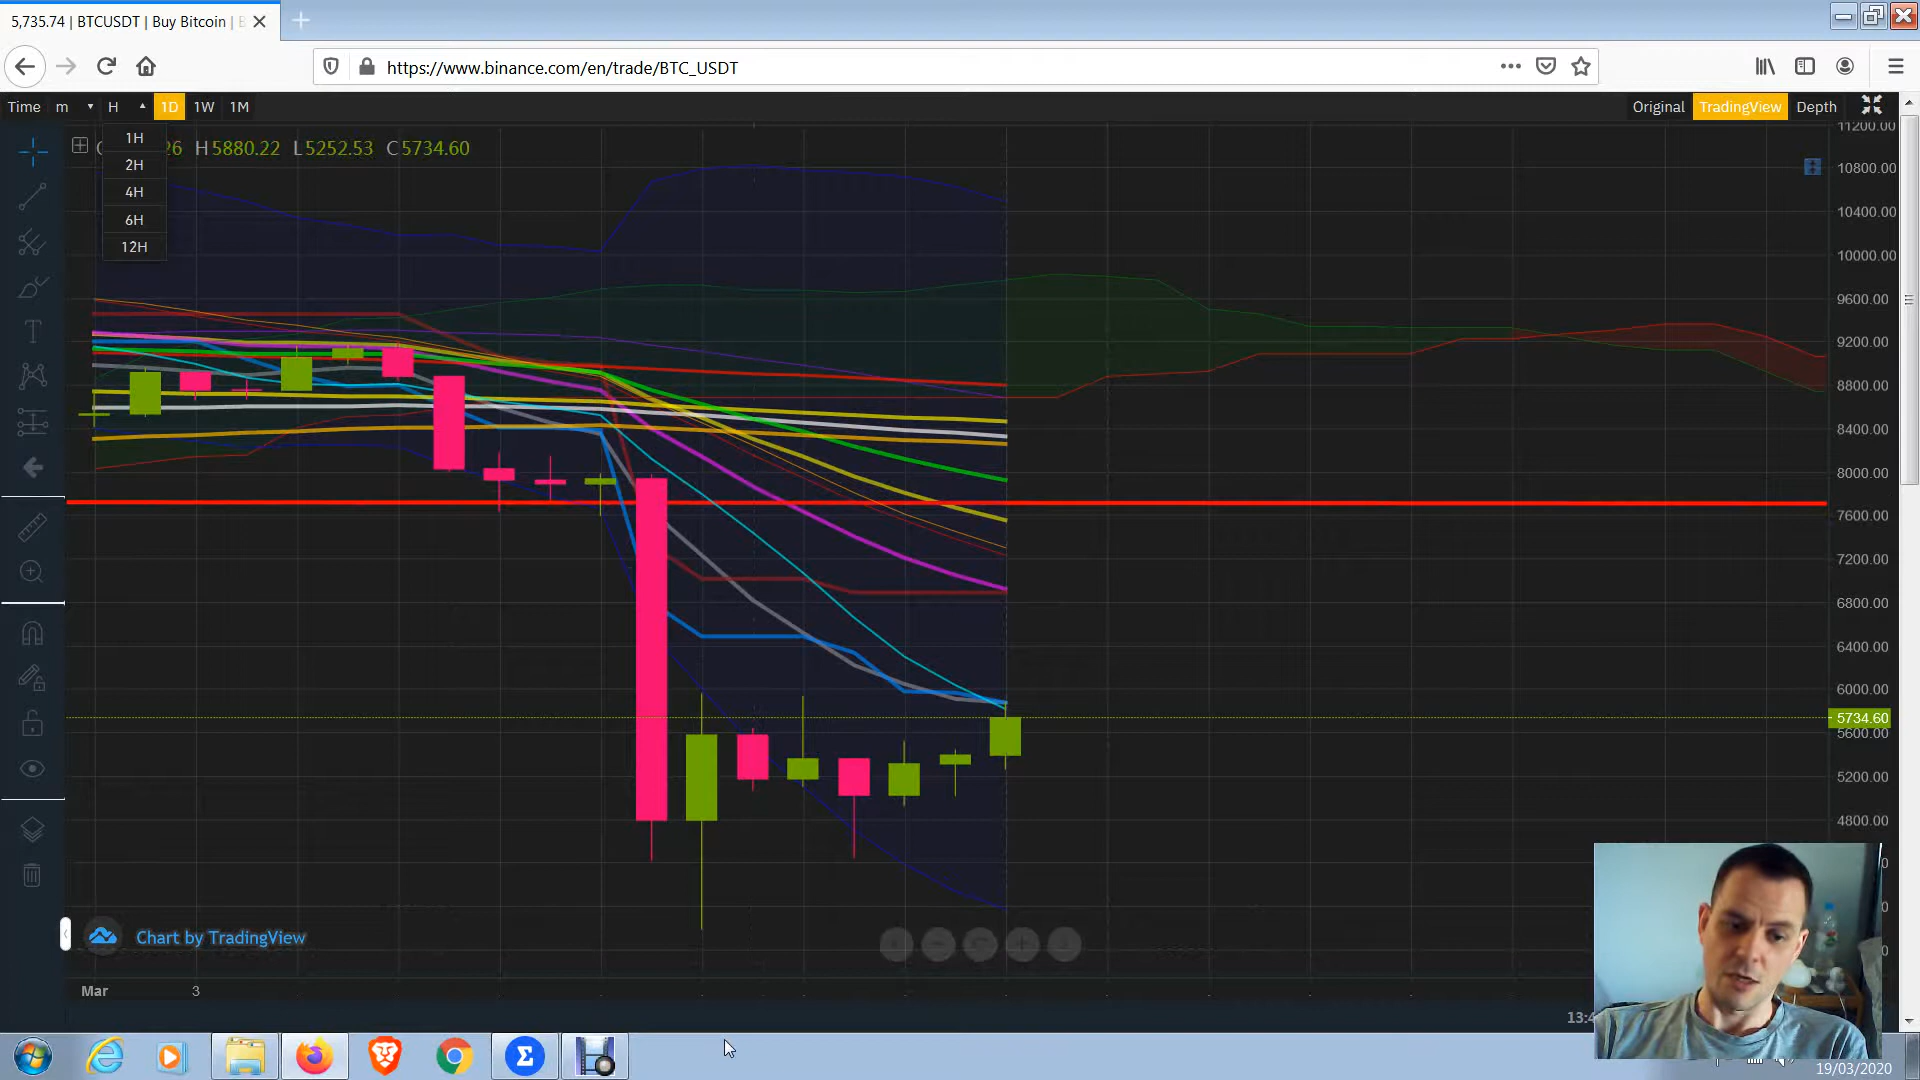 5,735.74 | BTCUSDT | Buy Bitcoin |
https://www.binance.com/en/trade/BTC_USDT
Time m H 1D 1W 1M
Original TradingView Depth
1H
2H
4H
6H
12H
26 H5880.22 L5252.53 C5734.60
11200.00
10800.00
10400.00
10000.00
9600.00
9200.00
8800.00
8400.00
8000.00
7600.00
7200.00
6800.00
6400.00
6000.00
5734.60
5600.00
5200.00
4800.00
Chart by TradingView
Mar 3
13:4
19/03/2020